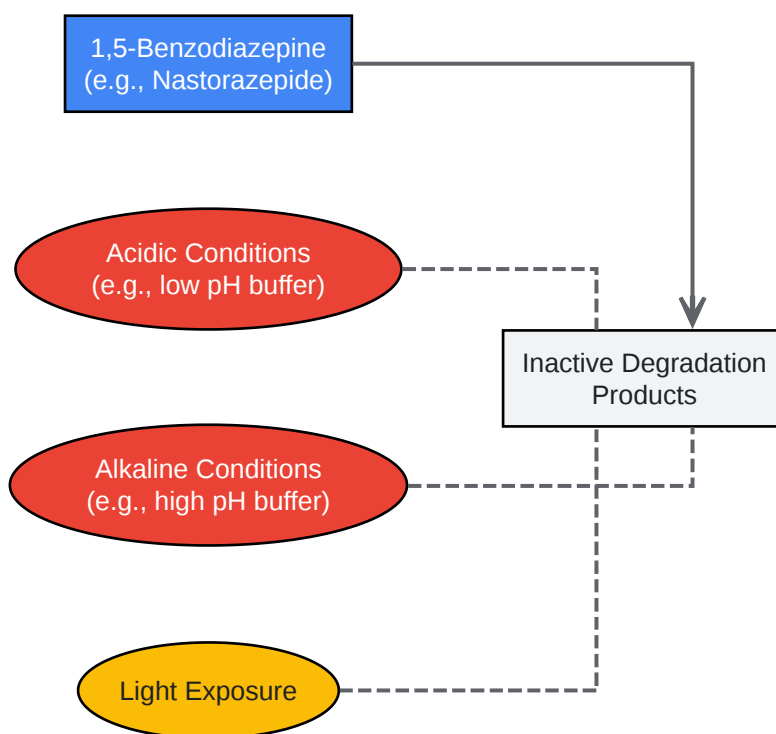 1,5-Benzodiazepine
(e.g., Nastorazepide)
Acidic Conditions
(e.g., low pH buffer)
Inactive Degradation
Products
Alkaline Conditions
(e.g., high pH buffer)
Light Exposure